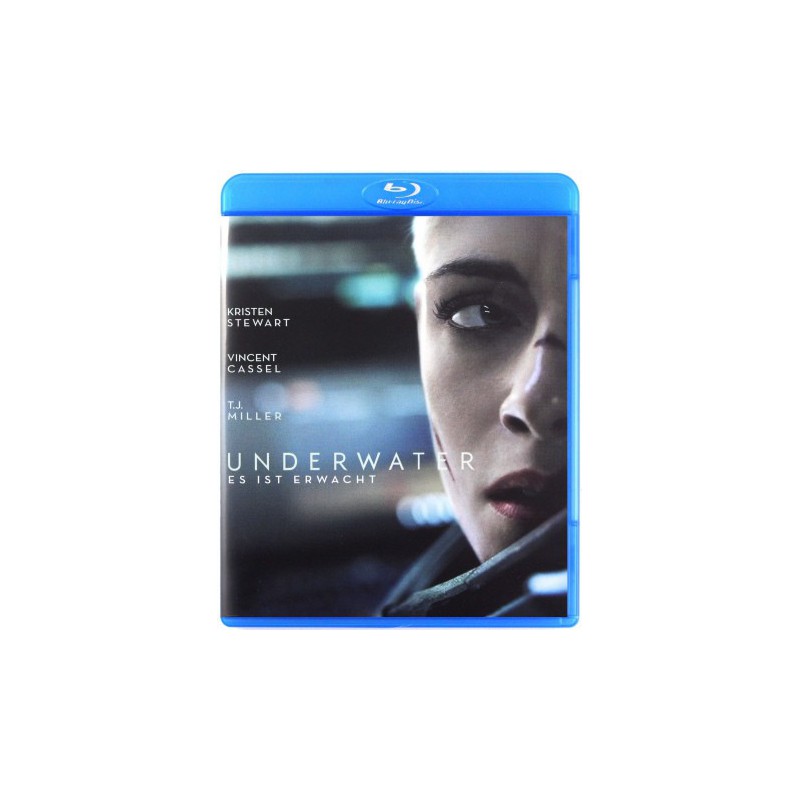 Blu-ray Disc
KRISTEN
STEWART
VINCENT
CASSEL
T.J.
MILLER
UNDERWATER
ES IST ERWACHT